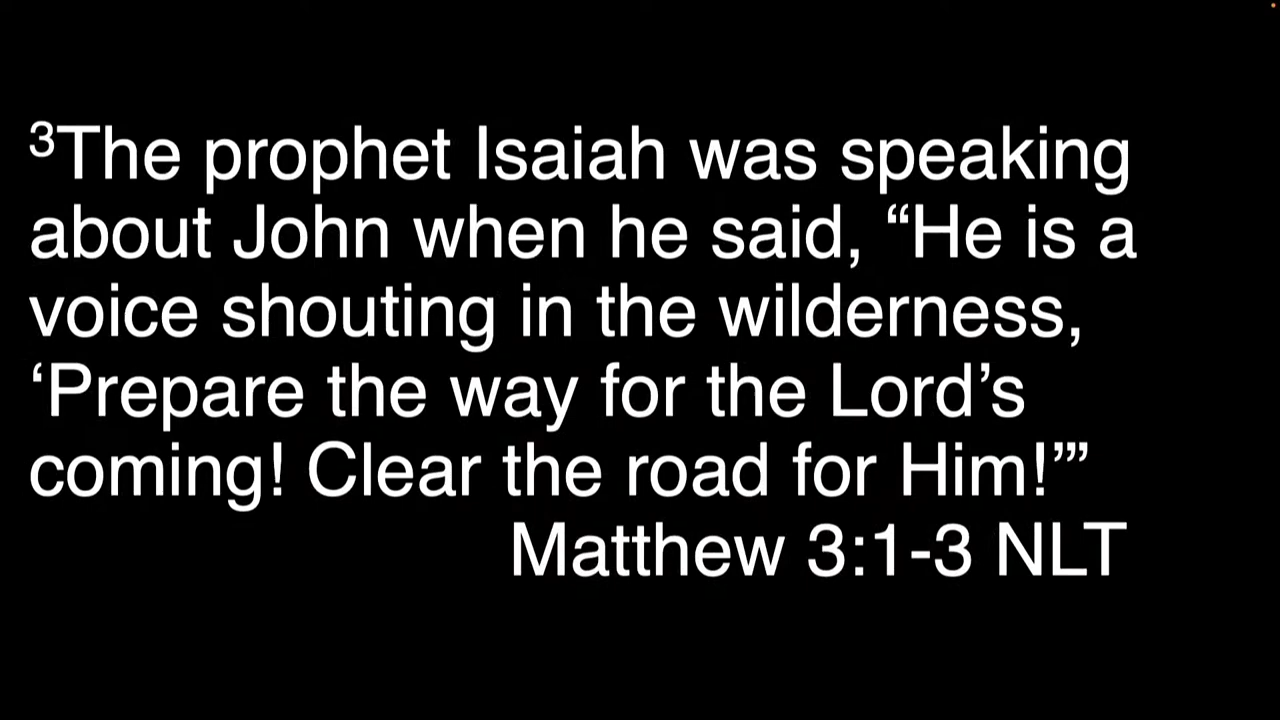 ³The prophet Isaiah was speaking
about John when he said, “He is a
voice shouting in the wilderness,
‘Prepare the way for the Lord’s
coming! Clear the road for Him!’”
Matthew 3:1-3 NLT